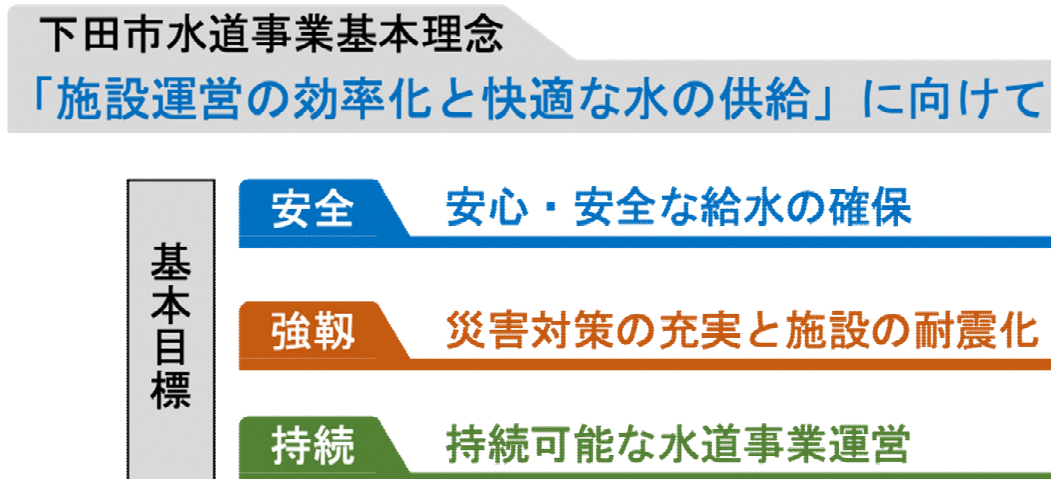 下田市水道事業基本理念
「施設運営の効率化と快適な水の供給」に向けて
基本目標
安全 安心・安全な給水の確保
強靭 災害対策の充実と施設の耐震化
持続 持続可能な水道事業運営